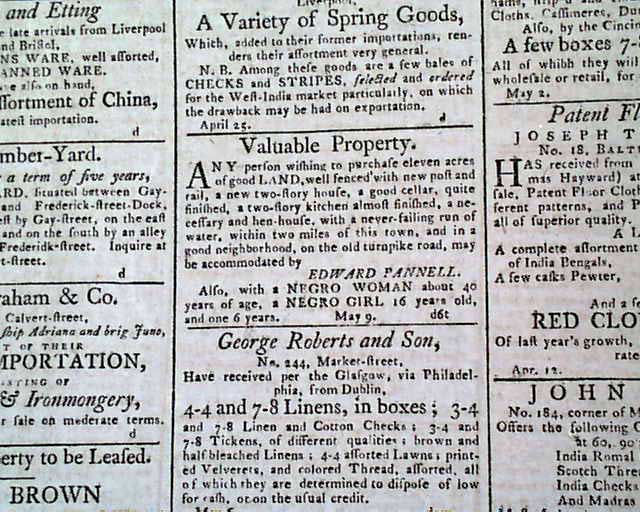 and Etting
e late arrivals from Liverpool
nd Briſtol,
NS WARE, well aſſorted,
ANNED WARE.
alſo on hand,
ſſortment of China,
ateſt importation.
d
mber-Yard.
a term of five years,
ARD, ſituated between Gay-
and Frederick-ſtreet-Dock,
eſt by Gay-ſtreet, on the eaſt
and on the ſouth by an alley
Frederick-ſtreet. Inquire at
t-ſtreet.
d
raham & Co.
Calvert-ſtreet,
ſhip Adriana and brig Juno,
T OF THEIR
MPORTATION,
STING OF
& Ironmongery,
r ſale on moderate terms.
d
erty to be Leaſed.
BROWN
Liverpool,
A Variety of Spring Goods,
Which, added to their former importations, ren-
ders their aſſortment very general.
N. B. Among theſe goods are a few bales of
CHECKS and STRIPES, ſelected and ordered
for the Weſt-India market particularly, on which
the drawback may be had on exportation.
April 25. d
Valuable Property.
ANY perſon wiſhing to purchaſe eleven acres
of good LAND, well fenced with new poſt and
rail, a new two-ſtory houſe, a good cellar, quite
finiſhed, a two-ſtory kitchen almoſt finiſhed, a ne-
ceſſary and hen-houſe, with a never-failing run of
water, within two miles of this town, and in a
good neighborhood, on the old turnpike road, may
be accommodated by
EDWARD PANNELL.
Alſo, with a NEGRO WOMAN about 40
years of age, a NEGRO GIRL 16 years old,
and one 6 years. May 9. d6t
George Roberts and Son,
No. 244, Market-ſtreet,
Have received per the Glaſgow, via Philadel-
phia, from Dublin,
4-4 and 7-8 Linens, in boxes; 3-4
and 7-8 Linen and Cotton Checks; 3-4 and
7-8 Tickens, of different qualities; brown and
half bleached Linens; 4-4 aſſorted Lawns; print-
ed Velverets, and colored Thread, aſſorted, all
of which they are determined to diſpoſe of low
for caſh, or on the uſual credit.
Cloths, Caſſimeres, Du
Alſo, by the Cincin
A few boxes 7-8
All of which they will
wholeſale or retail, for
May 2.
Patent Fl
JOSEPH T
No. 18, BALT
HAS received from
mas Hayward) at
ſale, Patent Floor Cloth
ferent patterns, and P
all of ſuperior quality.
A L
A complete aſſortment
of India Bengals,
A few caſks Pewter,
And a ſe
RED CLO
Of laſt year's growth,
rate
Apr. 12.
JOHN
No. 184, corner of M
Offers the following C
at 60, 90
India Romal
Scotch Thre
India Checks
And Madras